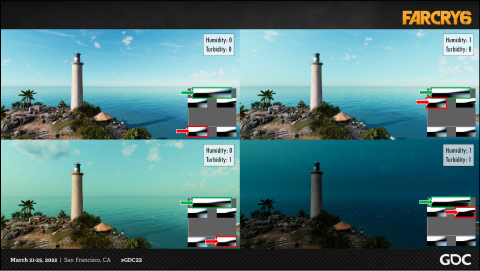 FARCRY6
Humidity: 0
Turbidity: 0
Humidity: 1
Turbidity: 0
Humidity: 0
Turbidity: 1
Humidity: 1
Turbidity: 1
March 21-25, 2022 | San Francisco, CA #GDC22
GDC